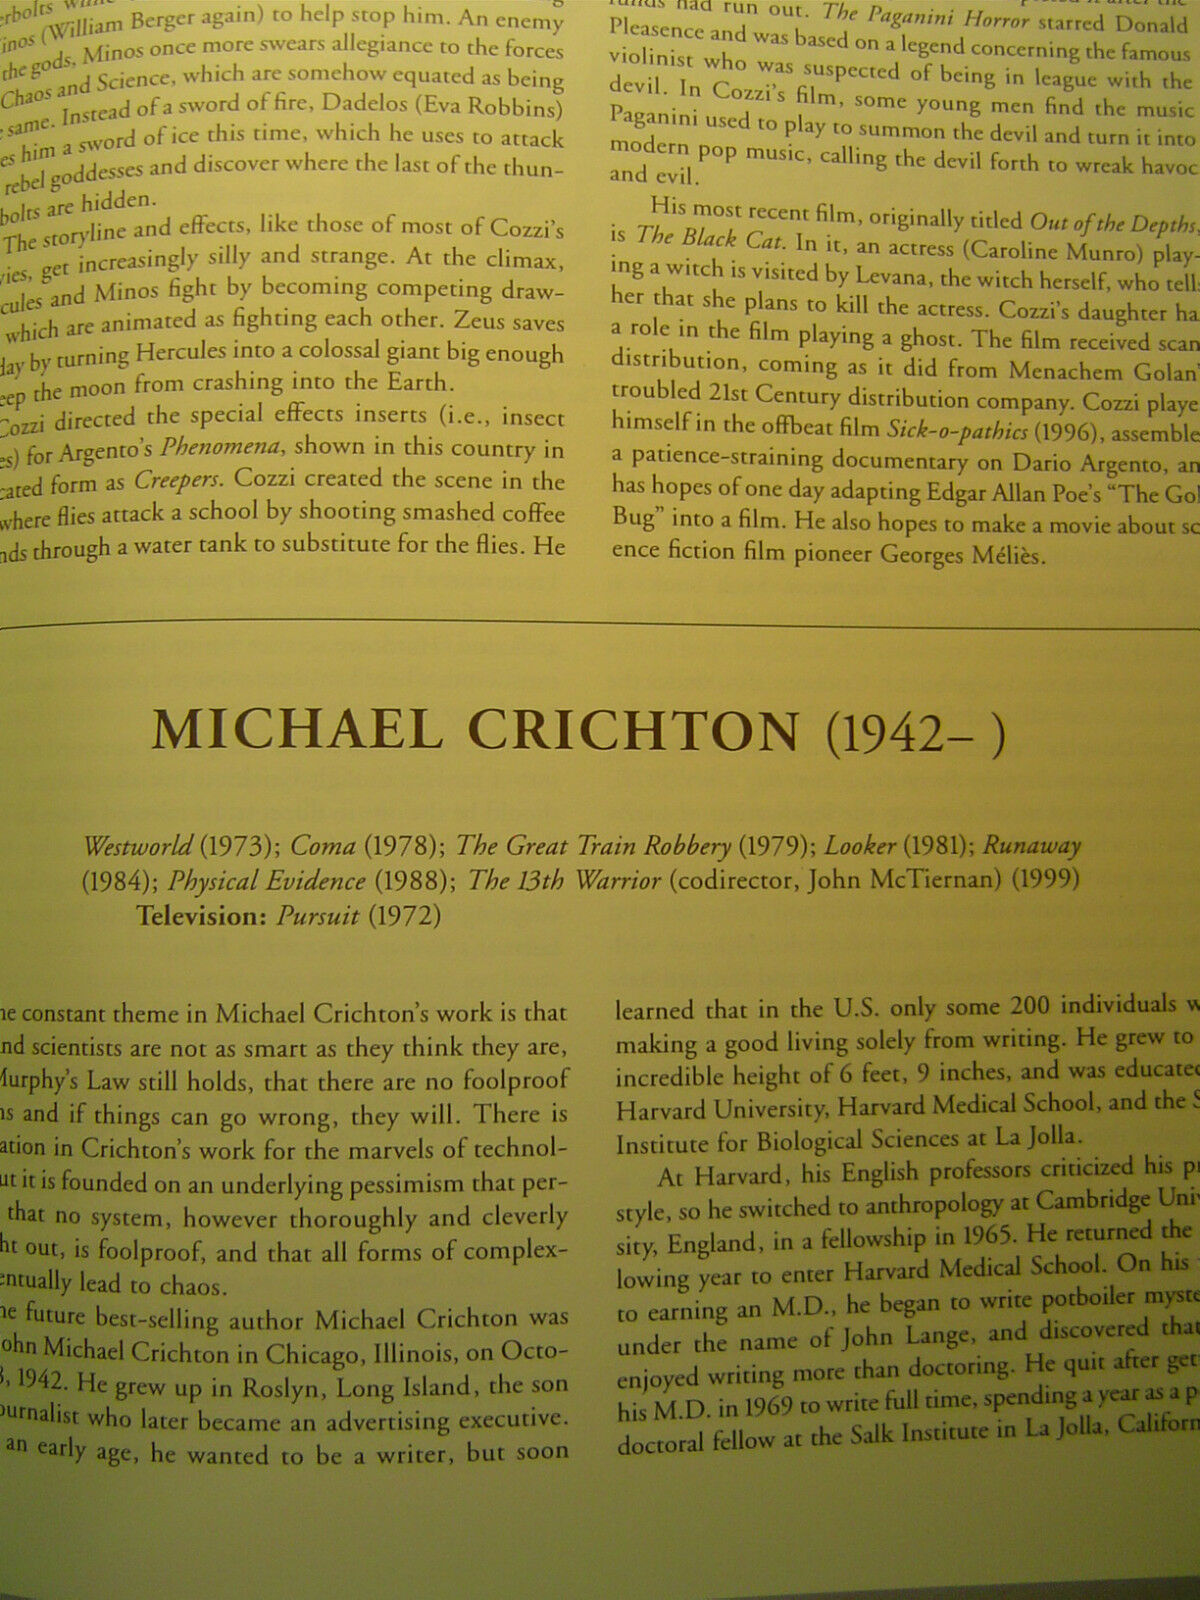 inos (William Berger again) to help stop him. An enemy
the gods, Minos once more swears allegiance to the forces
Chaos and Science, which are somehow equated as being
same. Instead of a sword of fire, Dadelos (Eva Robbins)
es him a sword of ice this time, which he uses to attack
rebel goddesses and discover where the last of the thun-
bolts are hidden.
The storyline and effects, like those of most of Cozzi's
vies, get increasingly silly and strange. At the climax,
cules and Minos fight by becoming competing draw-
which are animated as fighting each other. Zeus saves
day by turning Hercules into a colossal giant big enough
eep the moon from crashing into the Earth.
Cozzi directed the special effects inserts (i.e., insect
es) for Argento's Phenomena, shown in this country in
cated form as Creepers. Cozzi created the scene in the
where flies attack a school by shooting smashed coffee
nds through a water tank to substitute for the flies. He
had run out. The Paganini Horror starred Donald
Pleasence and was based on a legend concerning the famous
violinist who was suspected of being in league with the
devil. In Cozzi's film, some young men find the music
Paganini used to play to summon the devil and turn it into
modern pop music, calling the devil forth to wreak havoc
and evil.
His most recent film, originally titled Out of the Depths,
is The Black Cat. In it, an actress (Caroline Munro) play-
ing a witch is visited by Levana, the witch herself, who tell
her that she plans to kill the actress. Cozzi's daughter ha
a role in the film playing a ghost. The film received scan
distribution, coming as it did from Menachem Golan'
troubled 21st Century distribution company. Cozzi playe
himself in the offbeat film Sick-o-pathics (1996), assemble
a patience-straining documentary on Dario Argento, an
has hopes of one day adapting Edgar Allan Poe's "The Gol
Bug" into a film. He also hopes to make a movie about sc
ence fiction film pioneer Georges Méliès.
MICHAEL CRICHTON (1942– )
Westworld (1973); Coma (1978); The Great Train Robbery (1979); Looker (1981); Runaway
(1984); Physical Evidence (1988); The 13th Warrior (codirector, John McTiernan) (1999)
Television: Pursuit (1972)
ne constant theme in Michael Crichton's work is that
nd scientists are not as smart as they think they are,
Murphy's Law still holds, that there are no foolproof
ns and if things can go wrong, they will. There is
ation in Crichton's work for the marvels of technol-
ut it is founded on an underlying pessimism that per-
that no system, however thoroughly and cleverly
ht out, is foolproof, and that all forms of complex-
entually lead to chaos.
he future best-selling author Michael Crichton was
ohn Michael Crichton in Chicago, Illinois, on Octo-
3, 1942. He grew up in Roslyn, Long Island, the son
ournalist who later became an advertising executive.
an early age, he wanted to be a writer, but soon
learned that in the U.S. only some 200 individuals w
making a good living solely from writing. He grew to
incredible height of 6 feet, 9 inches, and was educated
Harvard University, Harvard Medical School, and the S
Institute for Biological Sciences at La Jolla.
At Harvard, his English professors criticized his pr
style, so he switched to anthropology at Cambridge Univ
sity, England, in a fellowship in 1965. He returned the
lowing year to enter Harvard Medical School. On his
to earning an M.D., he began to write potboiler myste
under the name of John Lange, and discovered that
enjoyed writing more than doctoring. He quit after get
his M.D. in 1969 to write full time, spending a year as a p
doctoral fellow at the Salk Institute in La Jolla, Californ